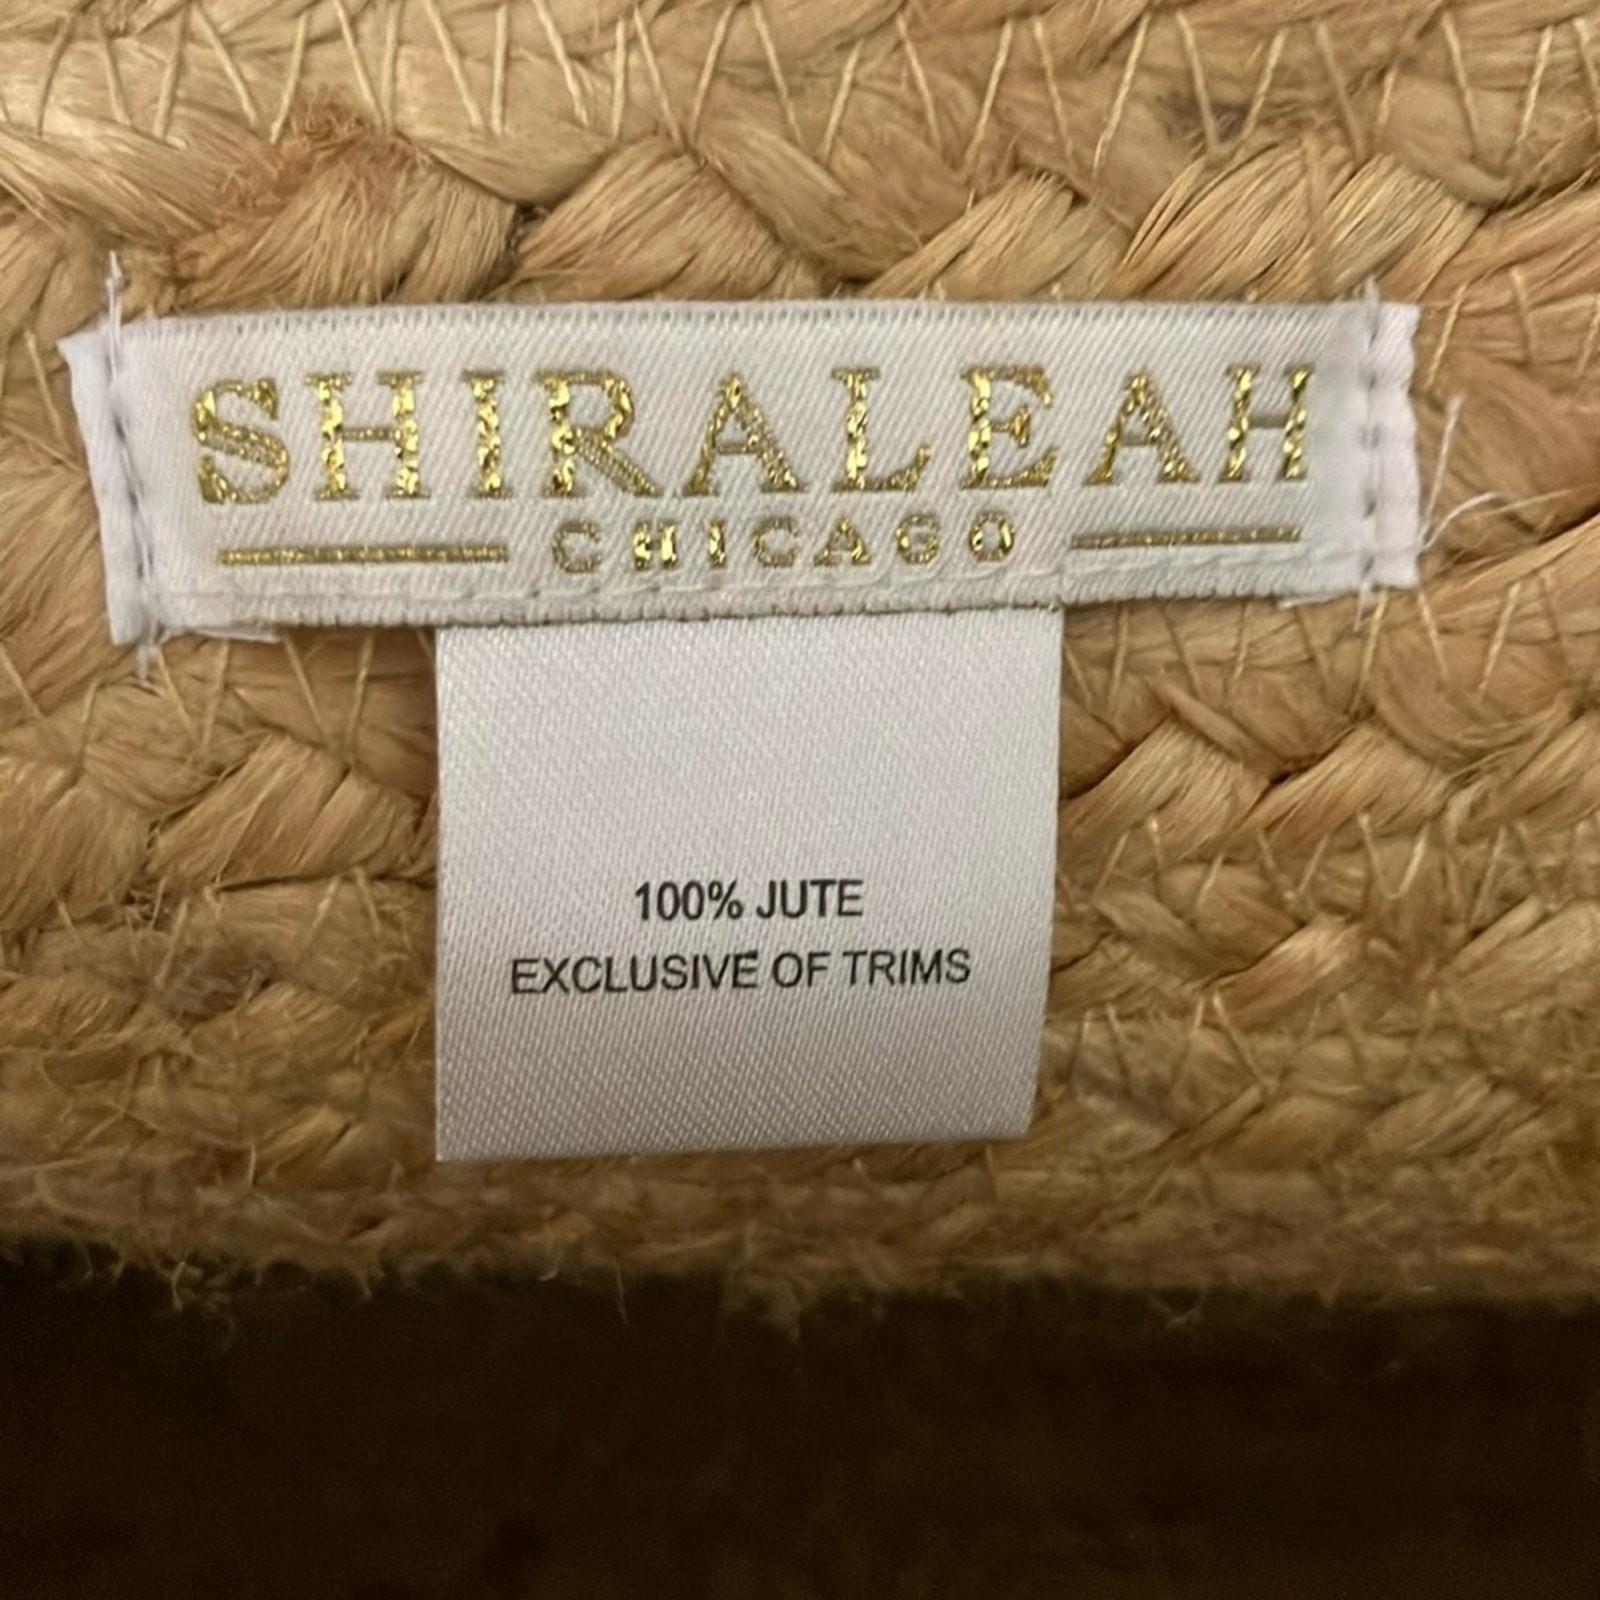 SHIRALEAH
CHICAGO
100% JUTE
EXCLUSIVE OF TRIMS